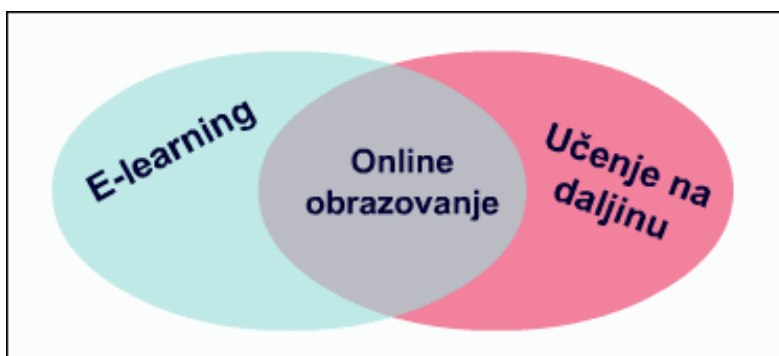 E-learning
Online
obrazovanje
Učenje na
daljinu